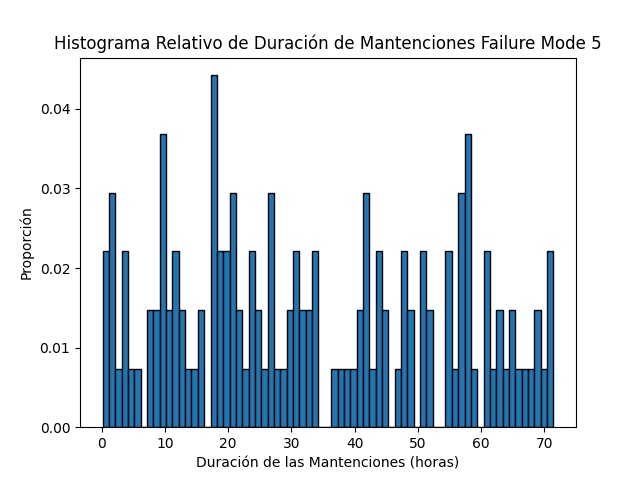 Histograma Relativo de Duración de Mantenciones Failure Mode 5
Proporción
0.04
0.03
0.02
0.01
0.00
0 10 20 30 40 50 60 70
Duración de las Mantenciones (horas)